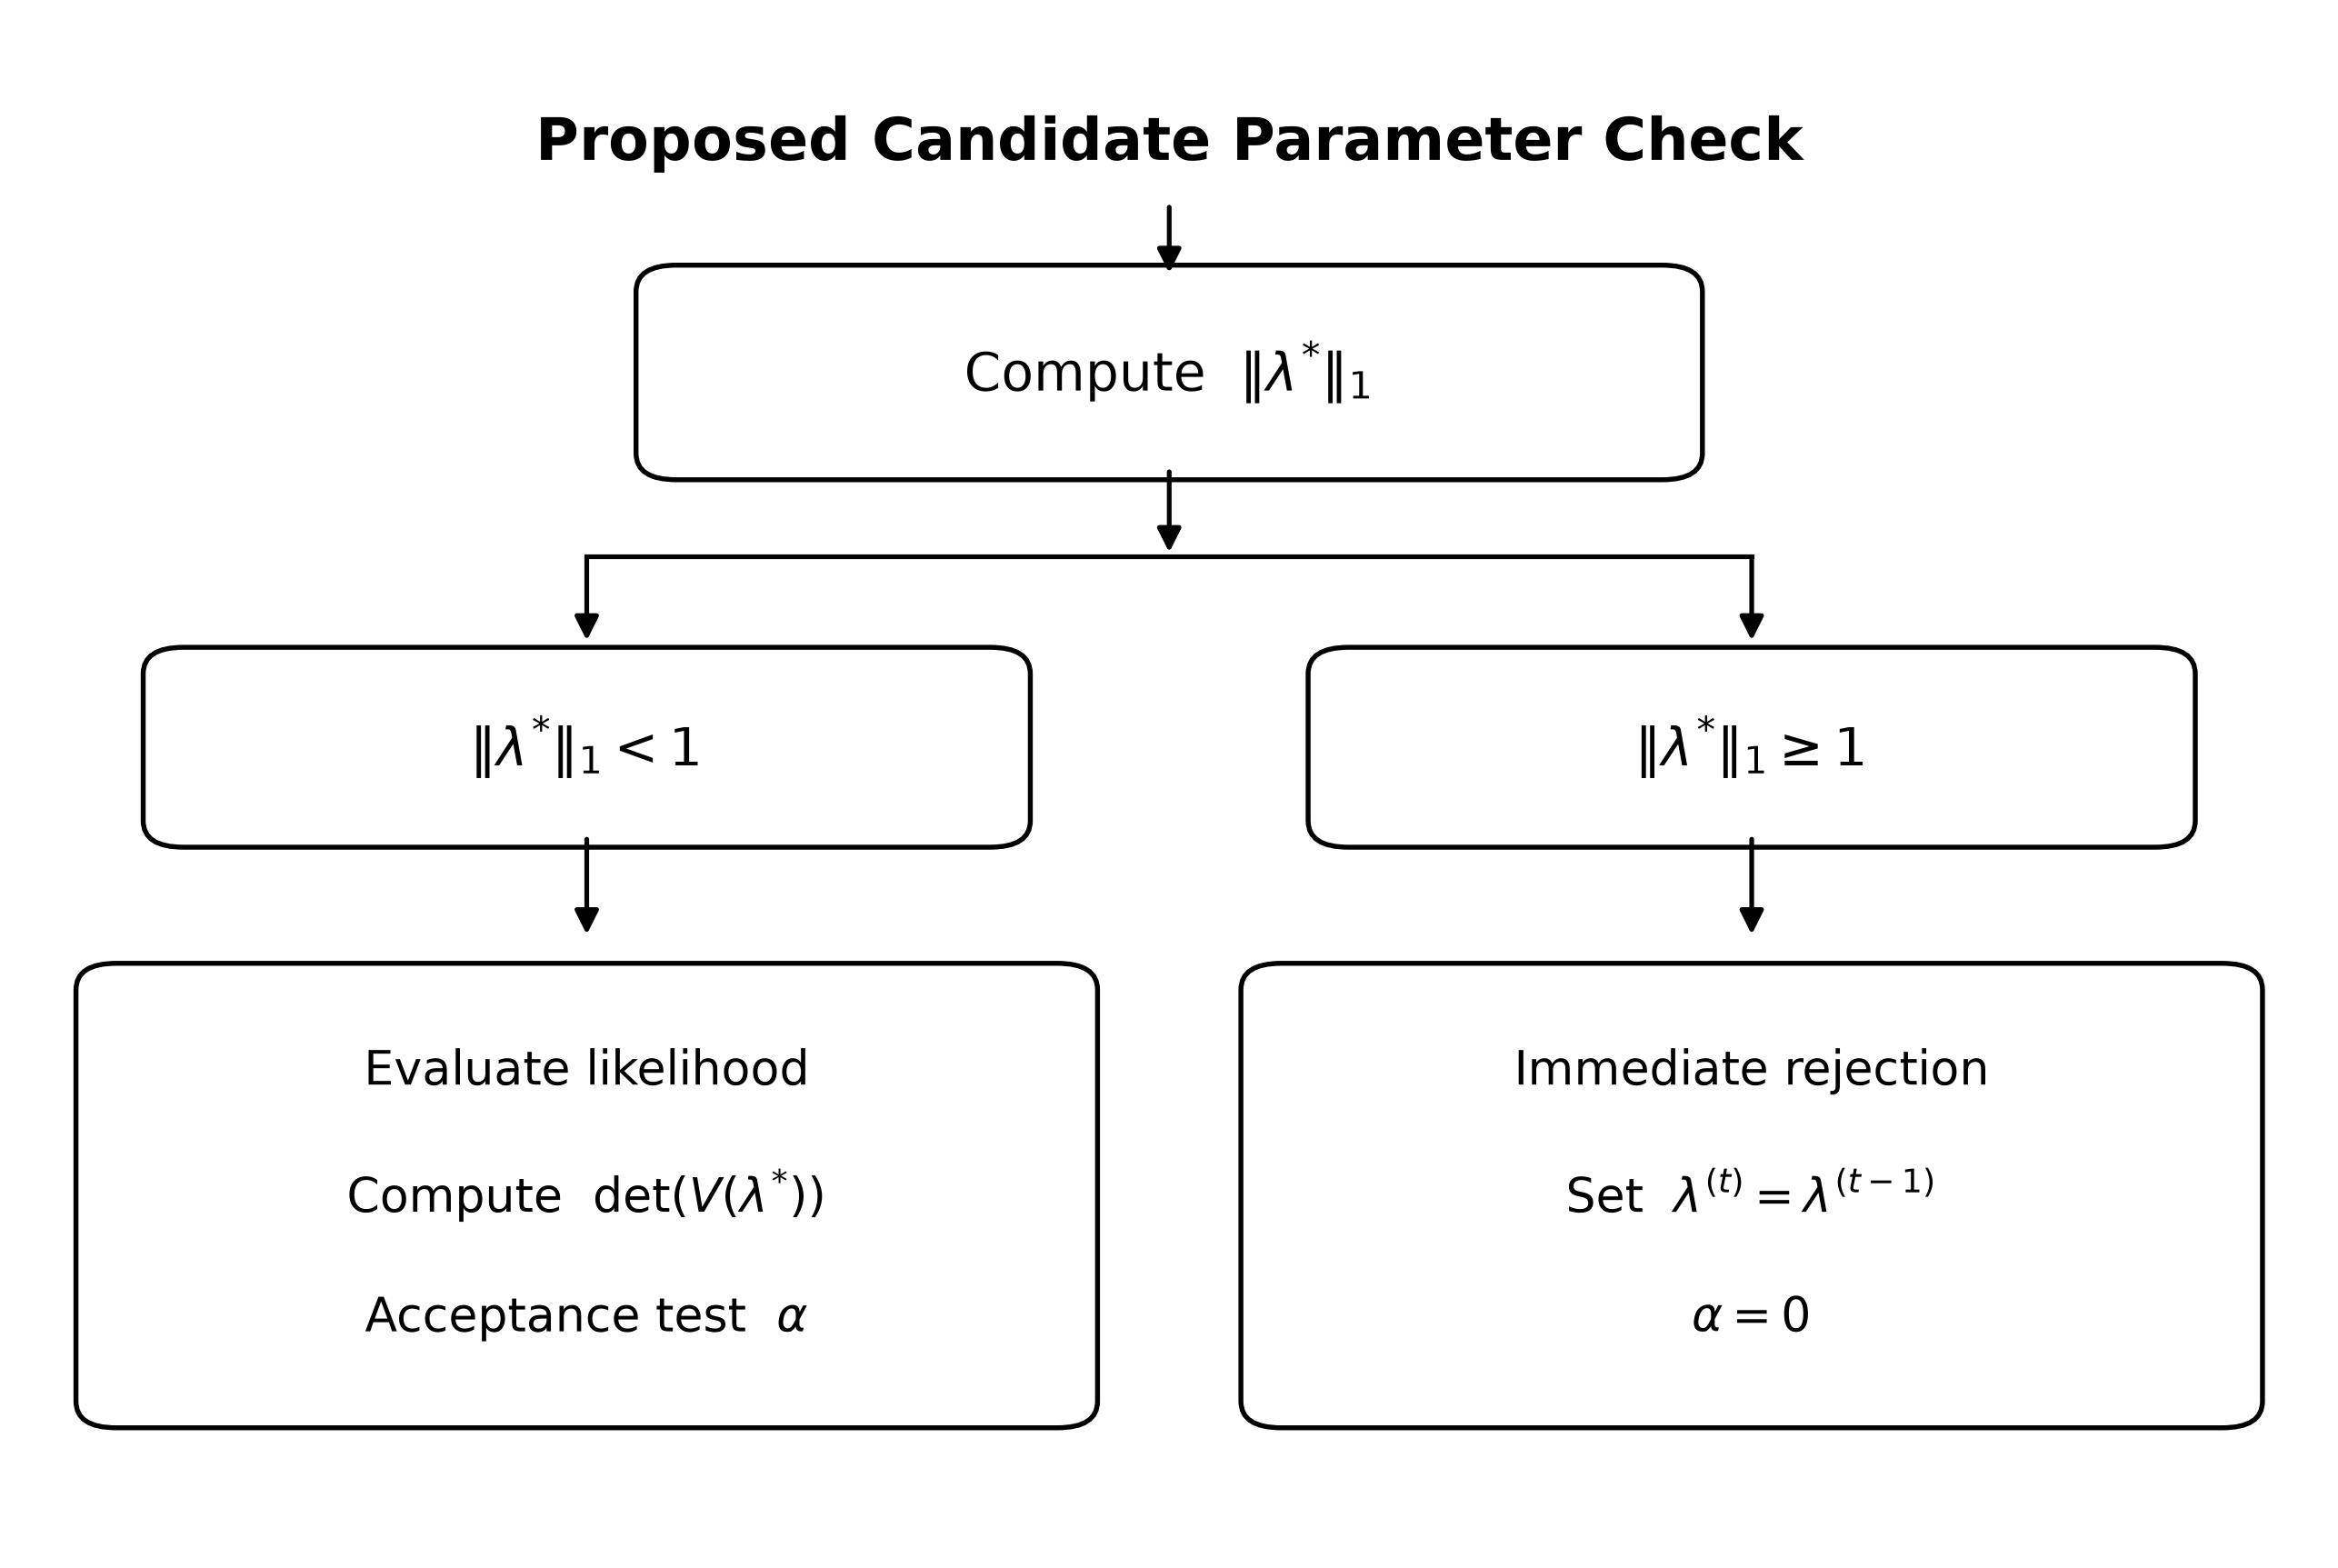 Proposed Candidate Parameter Check
Compute ‖λ*‖₁
‖λ*‖₁ < 1
‖λ*‖₁ ≥ 1
Evaluate likelihood
Compute det(V(λ*))
Acceptance test α
Immediate rejection
Set λ⁽ᵗ⁾ = λ⁽ᵗ⁻¹⁾
α = 0